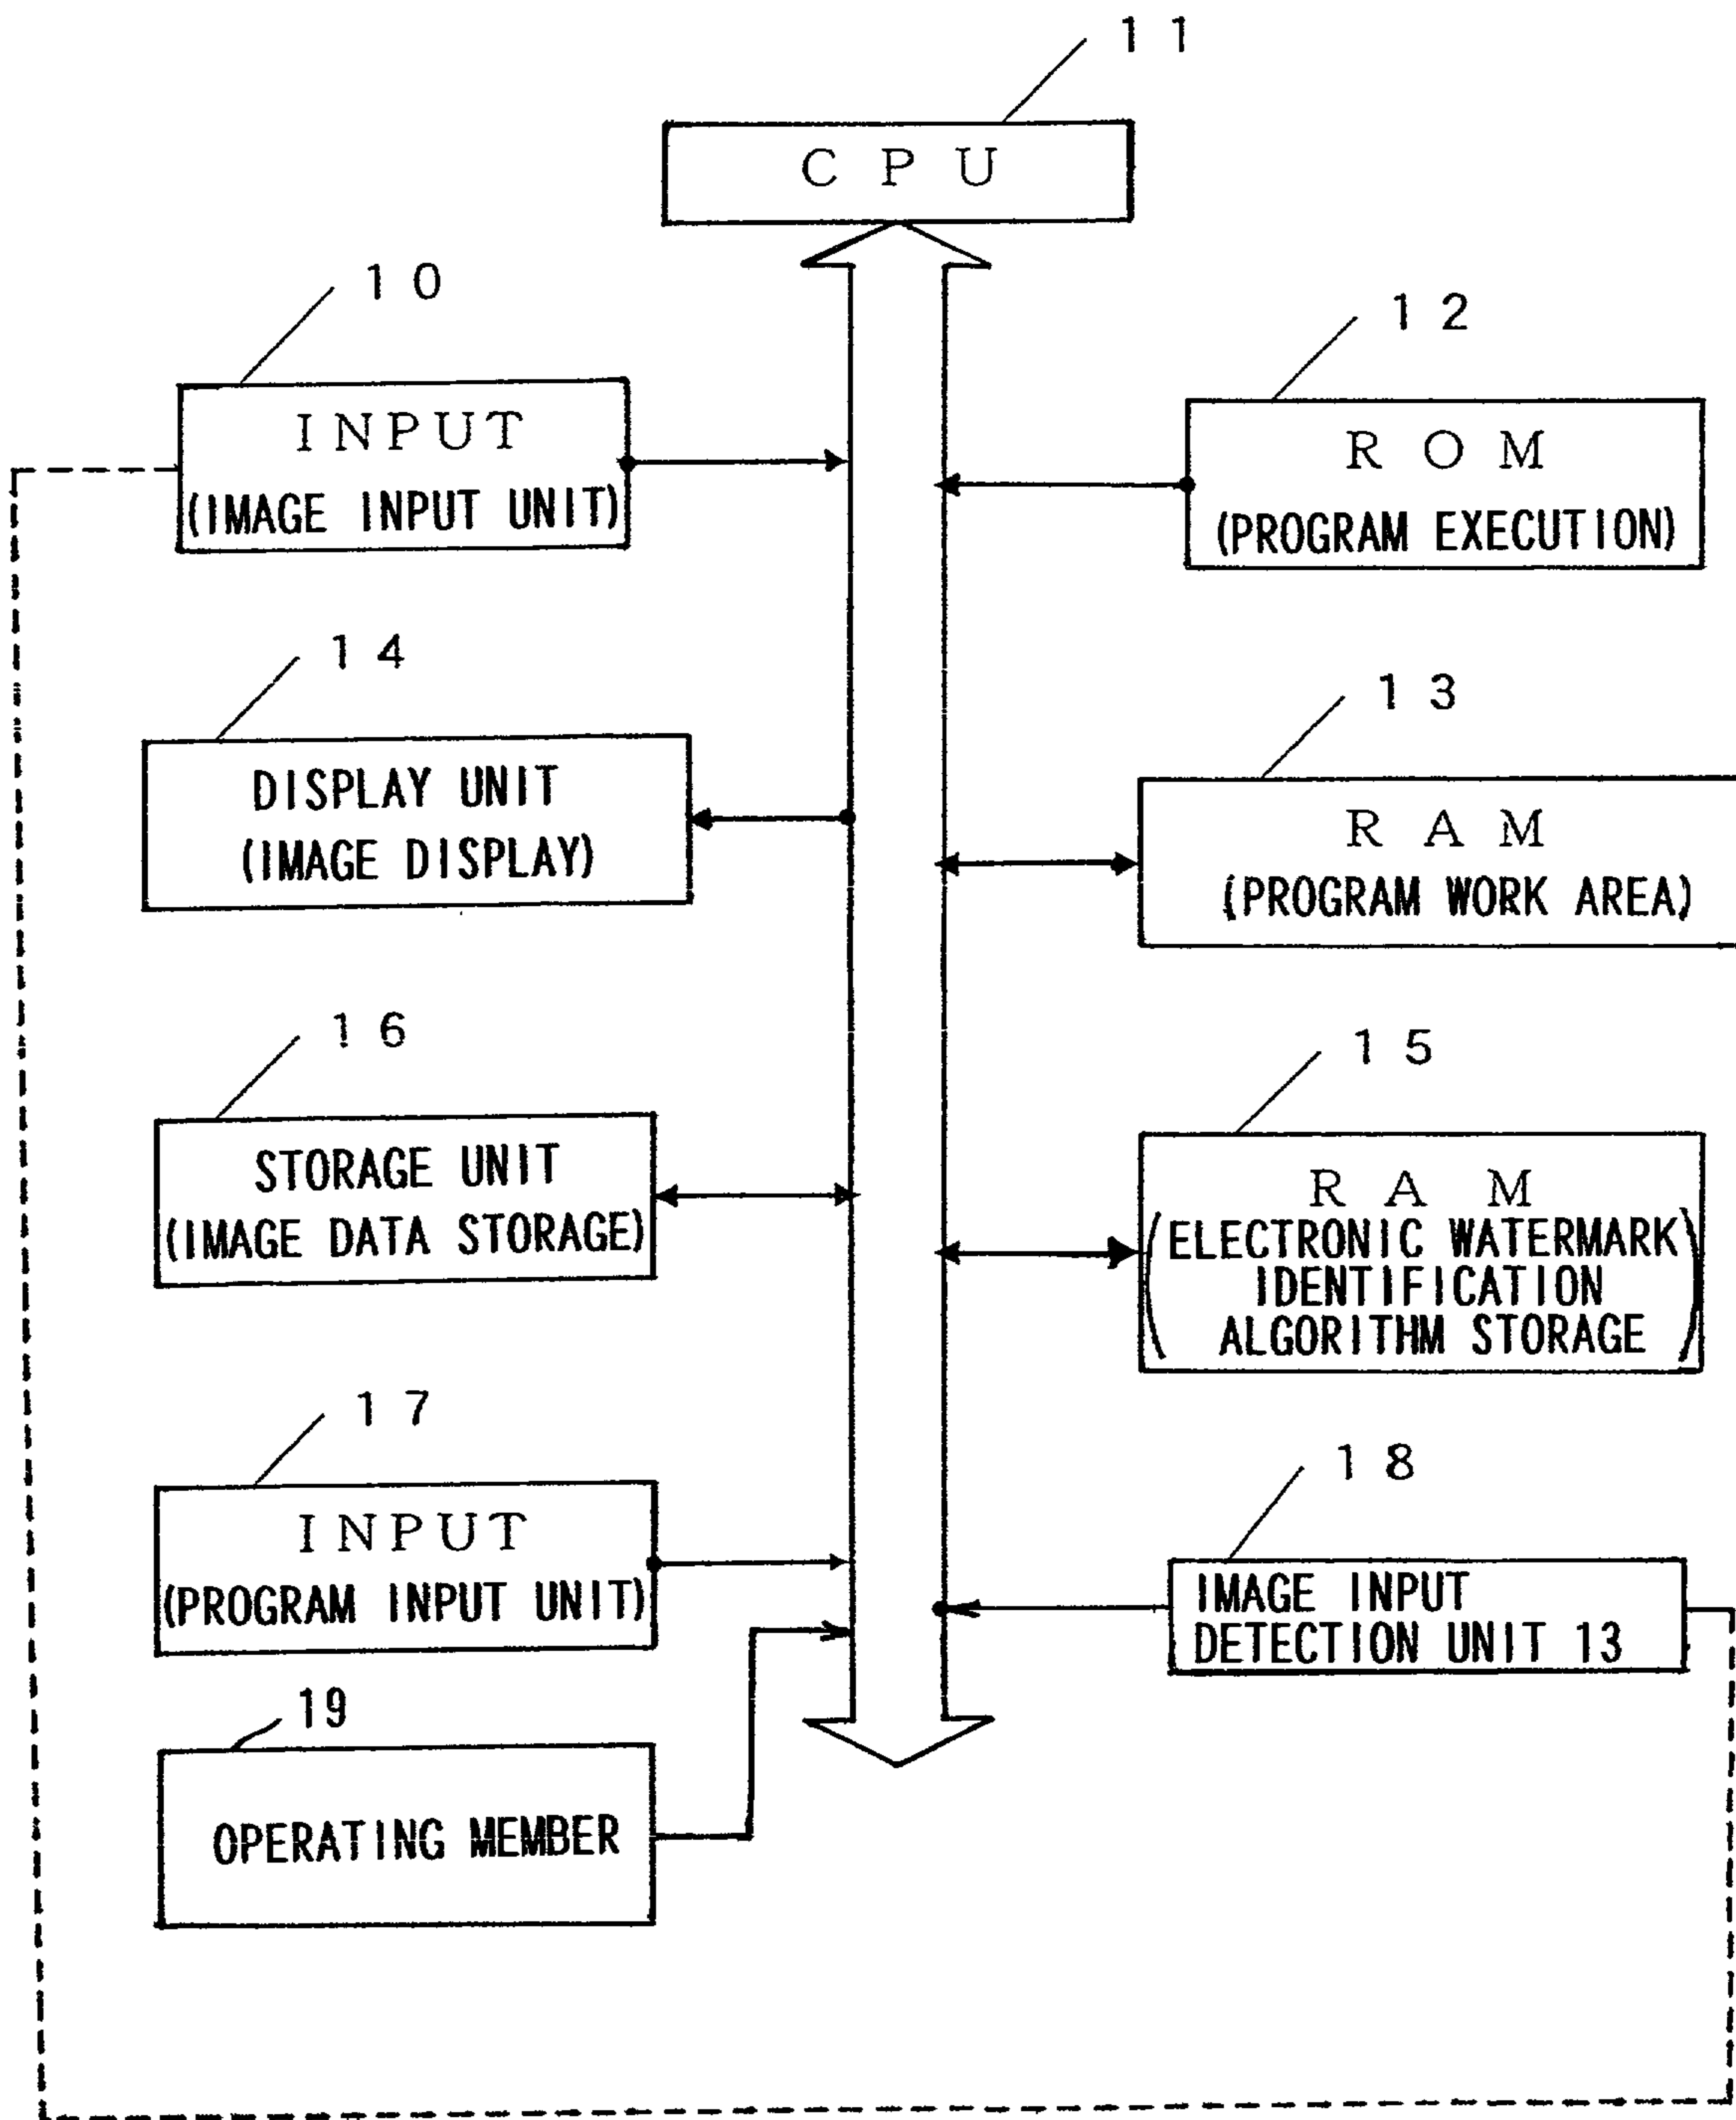 11
CPU
10
INPUT
(IMAGE INPUT UNIT)
12
ROM
(PROGRAM EXECUTION)
14
DISPLAY UNIT
(IMAGE DISPLAY)
13
RAM
(PROGRAM WORK AREA)
16
STORAGE UNIT
(IMAGE DATA STORAGE)
15
RAM
(ELECTRONIC WATERMARK
IDENTIFICATION
ALGORITHM STORAGE)
17
INPUT
(PROGRAM INPUT UNIT)
18
IMAGE INPUT
DETECTION UNIT 13
19
OPERATING MEMBER